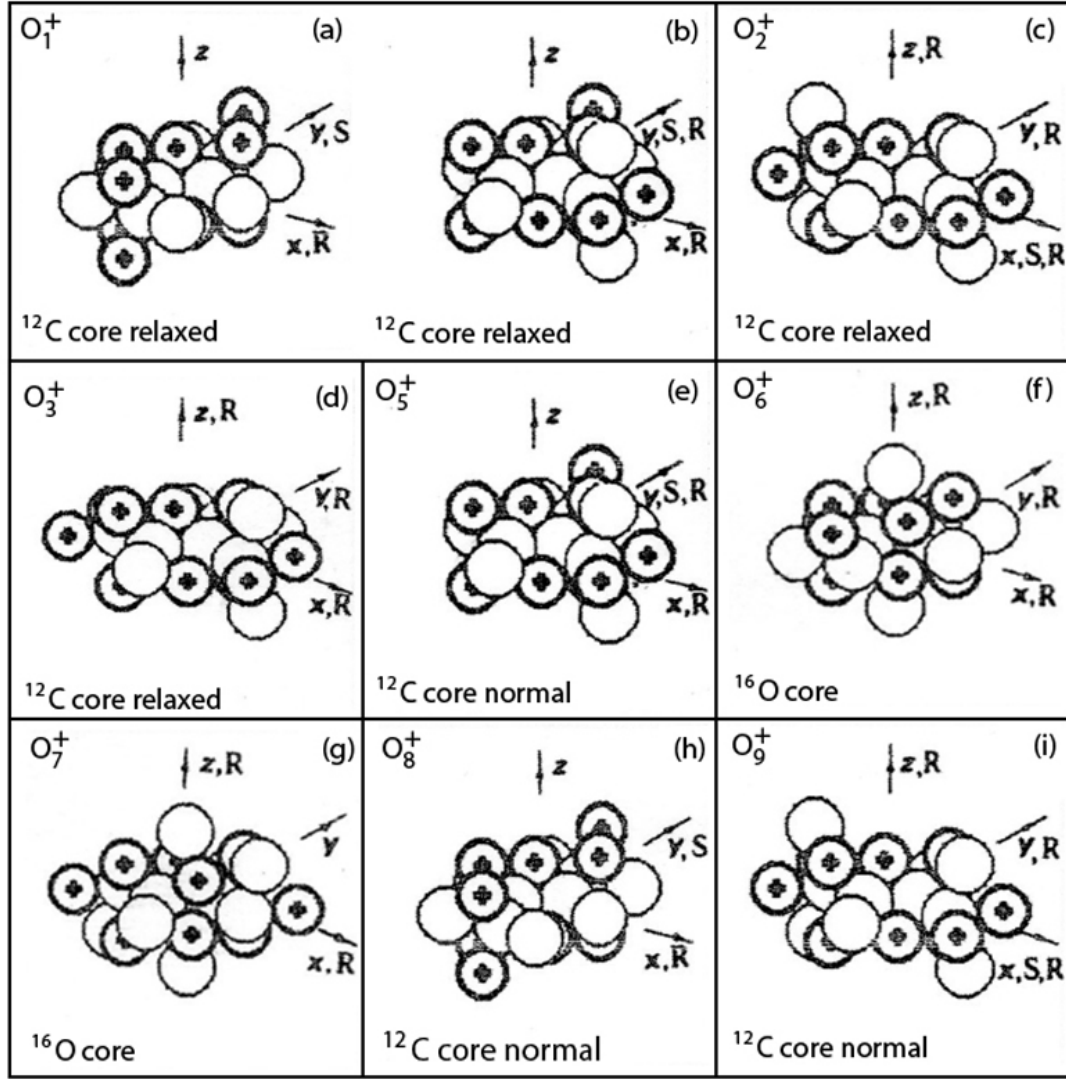 O₁⁺ (a)
z
y, S
x, R
¹²C core relaxed
(b)
z
y, S, R
x, R
¹²C core relaxed
O₂⁺ (c)
z, R
y, R
x, S, R
¹²C core relaxed
O₃⁺ (d)
z, R
y, R
x, R
¹²C core relaxed
O₅⁺ (e)
z
y, S, R
x, R
¹²C core normal
O₆⁺ (f)
z, R
y, R
x, R
¹⁶O core
O₇⁺ (g)
z, R
y
x, R
¹⁶O core
O₈⁺ (h)
z
y, S
x, R
¹²C core normal
O₉⁺ (i)
z, R
y, R
x, S, R
¹²C core normal